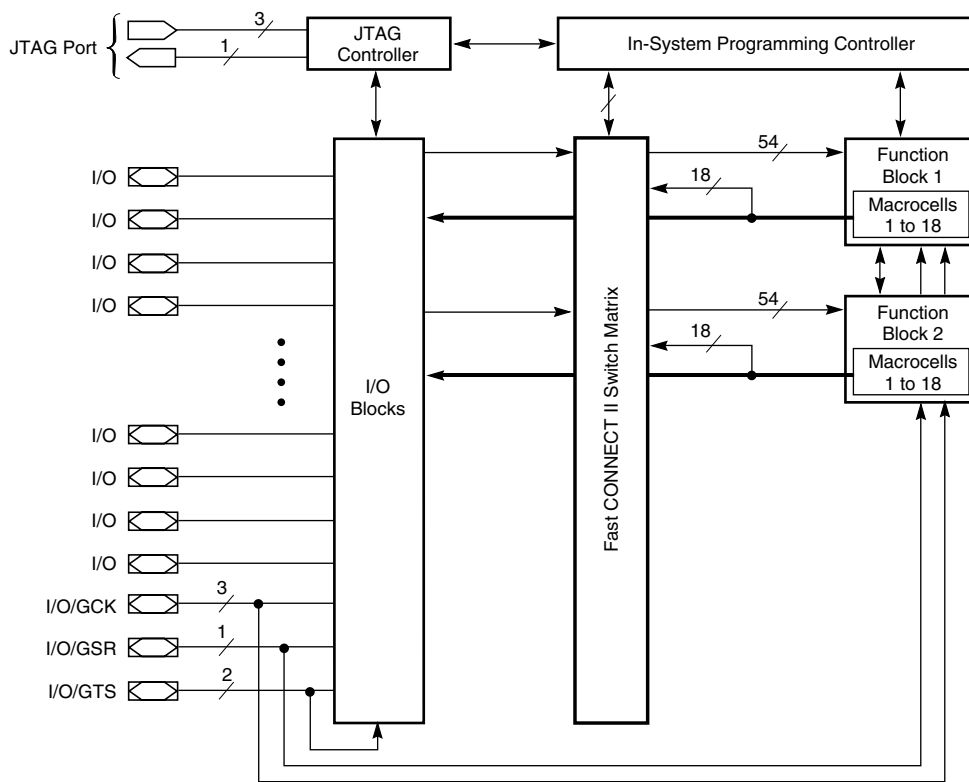 JTAG Port
3
1
JTAG
Controller
In-System Programming Controller
54
Function
Block 1
18
Macrocells
1 to 18
I/O
I/O
I/O
I/O
54
Function
Block 2
18
Macrocells
1 to 18
I/O
Blocks
Fast CONNECT II Switch Matrix
I/O
I/O
I/O
I/O
I/O/GCK
3
I/O/GSR
1
I/O/GTS
2